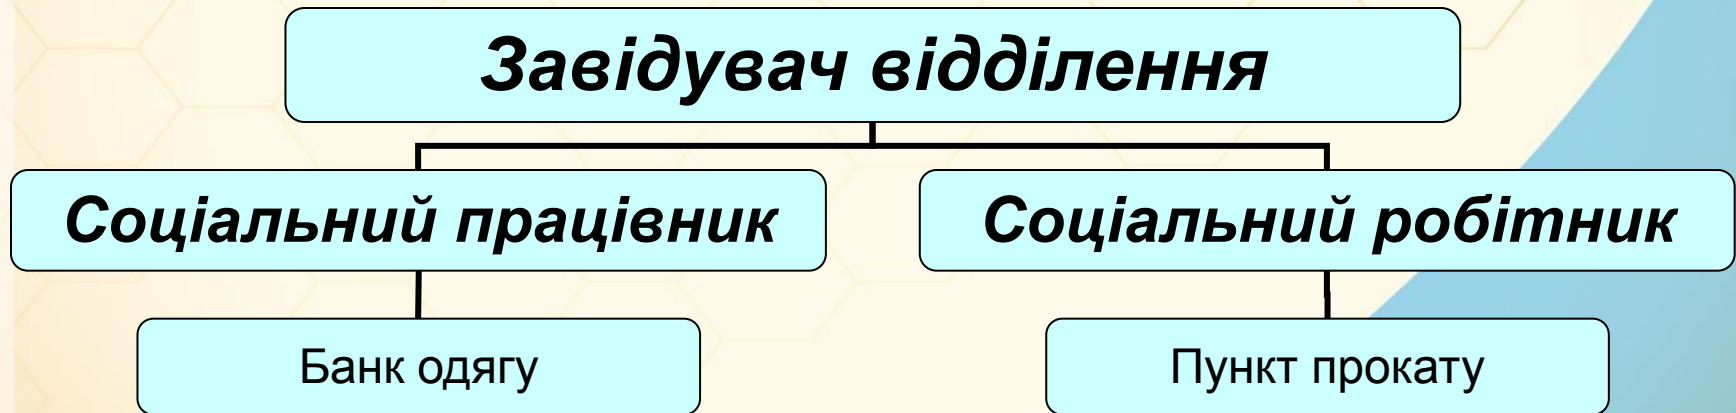 Завідувач відділення
Соціальний працівник
Соціальний робітник
Банк одягу
Пункт прокату